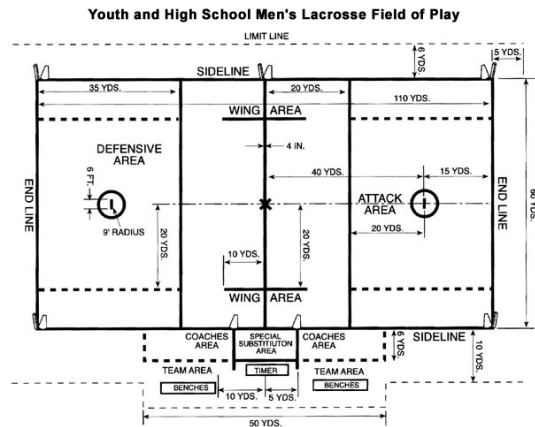 Youth and High School Men's Lacrosse Field of Play
LIMIT LINE
6 YDS.
5 YDS.
SIDELINE
35 YDS.
20 YDS.
110 YDS.
WING AREA
DEFENSIVE
AREA
4 IN.
6 FT.
40 YDS.
15 YDS.
END LINE
ATTACK
AREA
END LINE
60 YDS.
9' RADIUS
20 YDS.
20 YDS.
20 YDS.
10 YDS.
WING AREA
COACHES
AREA
SPECIAL
SUBSTITIUTON
AREA
COACHES
AREA
6 YDS.
SIDELINE
10 YDS.
TEAM AREA
TIMER
TEAM AREA
BENCHES
BENCHES
10 YDS.
5 YDS.
50 YDS.